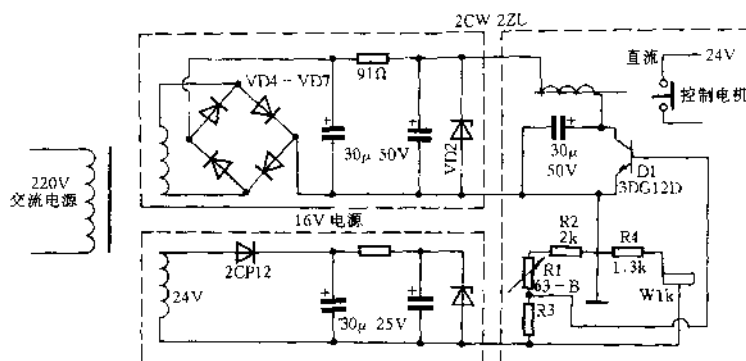 2CW 2ZL
直流
24V
91Ω
VD4-VD7
控制电机
30μ 50V
VD2
30μ
50V
D1
3DG12D
220V
交流电源
16V 电源
R2
2k
R4
1.3k
2CP12
R1
63-B
W1k
24V
30μ 25V
R3